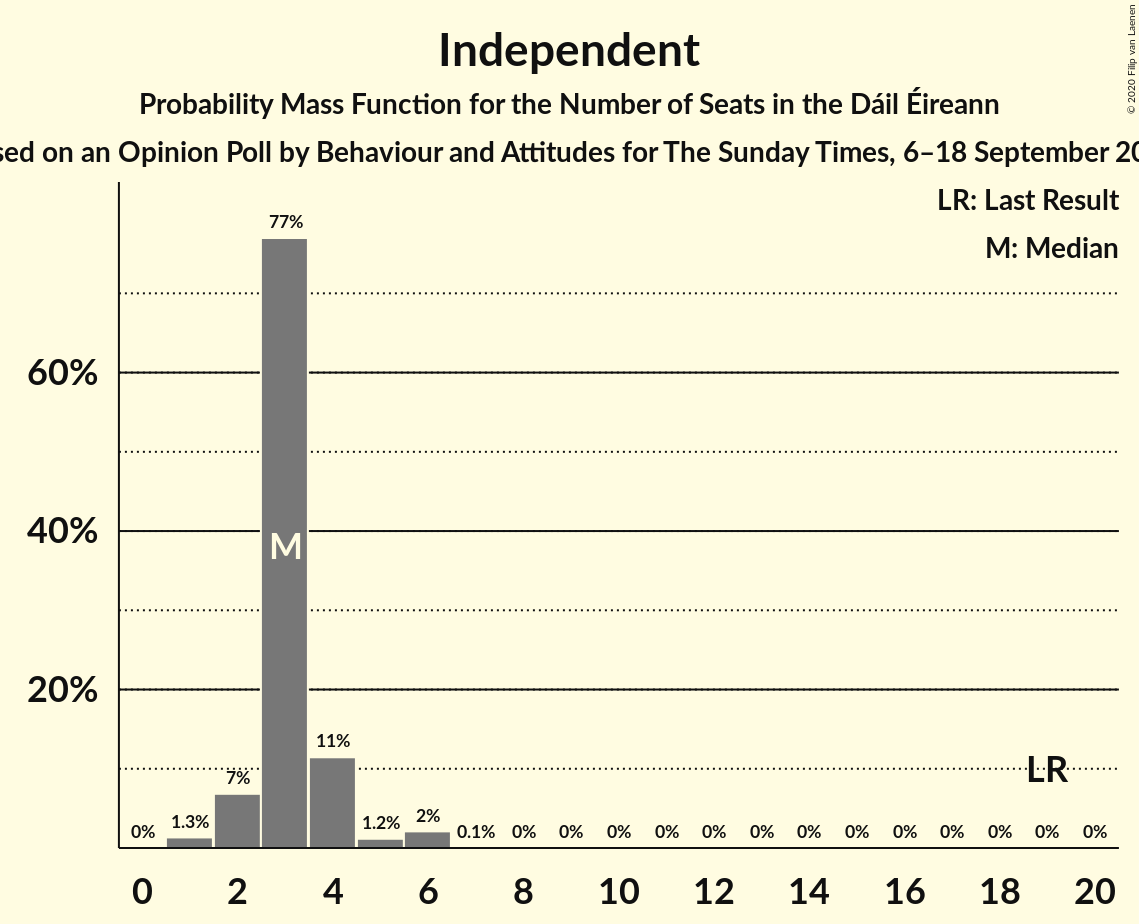 Independent
Probability Mass Function for the Number of Seats in the Dáil Éireann
sed on an Opinion Poll by Behaviour and Attitudes for The Sunday Times, 6–18 September 20
© 2020 Filip van Laenen
LR: Last Result
M: Median
77%
60%
40%
M
20%
11%
LR
7%
0% 1.3% 1.2% 2% 0.1% 0% 0% 0% 0% 0% 0% 0% 0% 0% 0% 0% 0% 0%
0 2 4 6 8 10 12 14 16 18 20